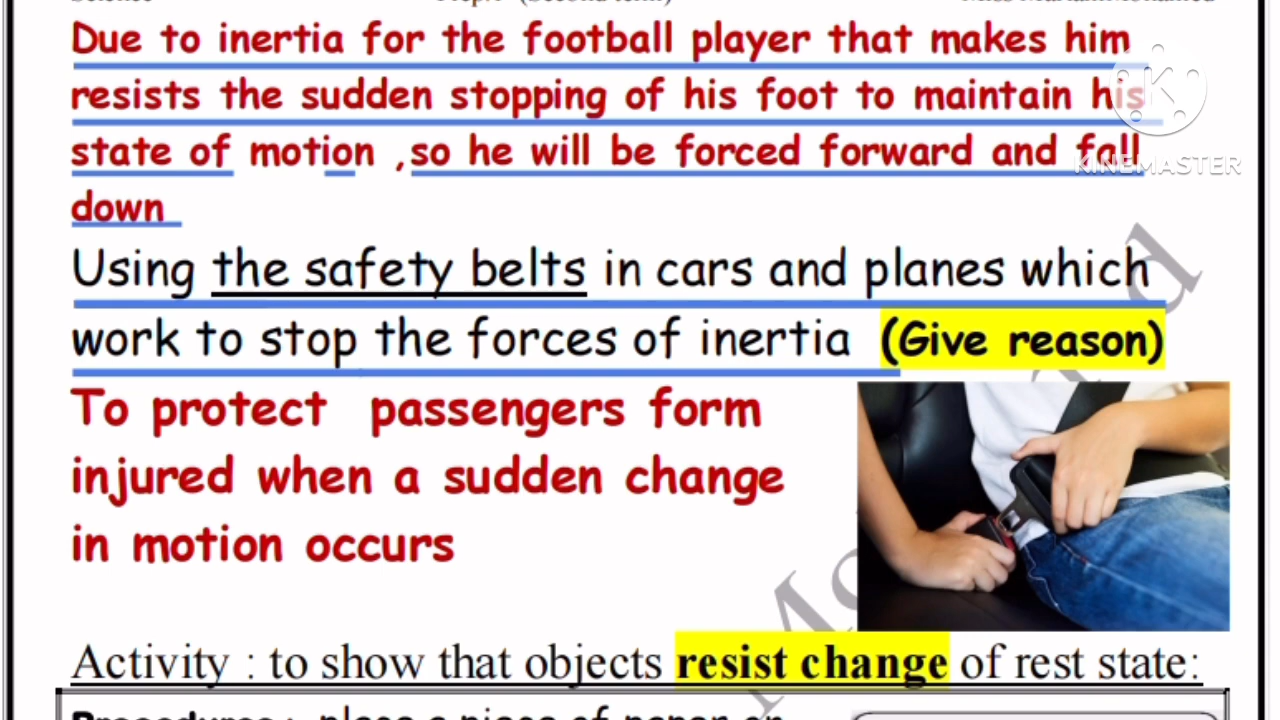 Due to inertia for the football player that makes him
resists the sudden stopping of his foot to maintain his
state of motion ,so he will be forced forward and fall
down
KINEMASTER
Using the safety belts in cars and planes which
work to stop the forces of inertia (Give reason)
To protect passengers form
injured when a sudden change
in motion occurs
Activity : to show that objects resist change of rest state: